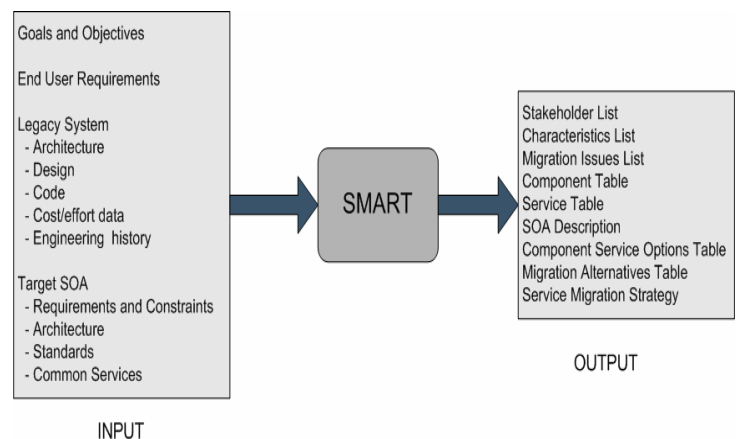 Goals and Objectives
End User Requirements
Legacy System
- Architecture
- Design
- Code
- Cost/effort data
- Engineering history
Target SOA
- Requirements and Constraints
- Architecture
- Standards
- Common Services
INPUT
SMART
Stakeholder List
Characteristics List
Migration Issues List
Component Table
Service Table
SOA Description
Component Service Options Table
Migration Alternatives Table
Service Migration Strategy
OUTPUT